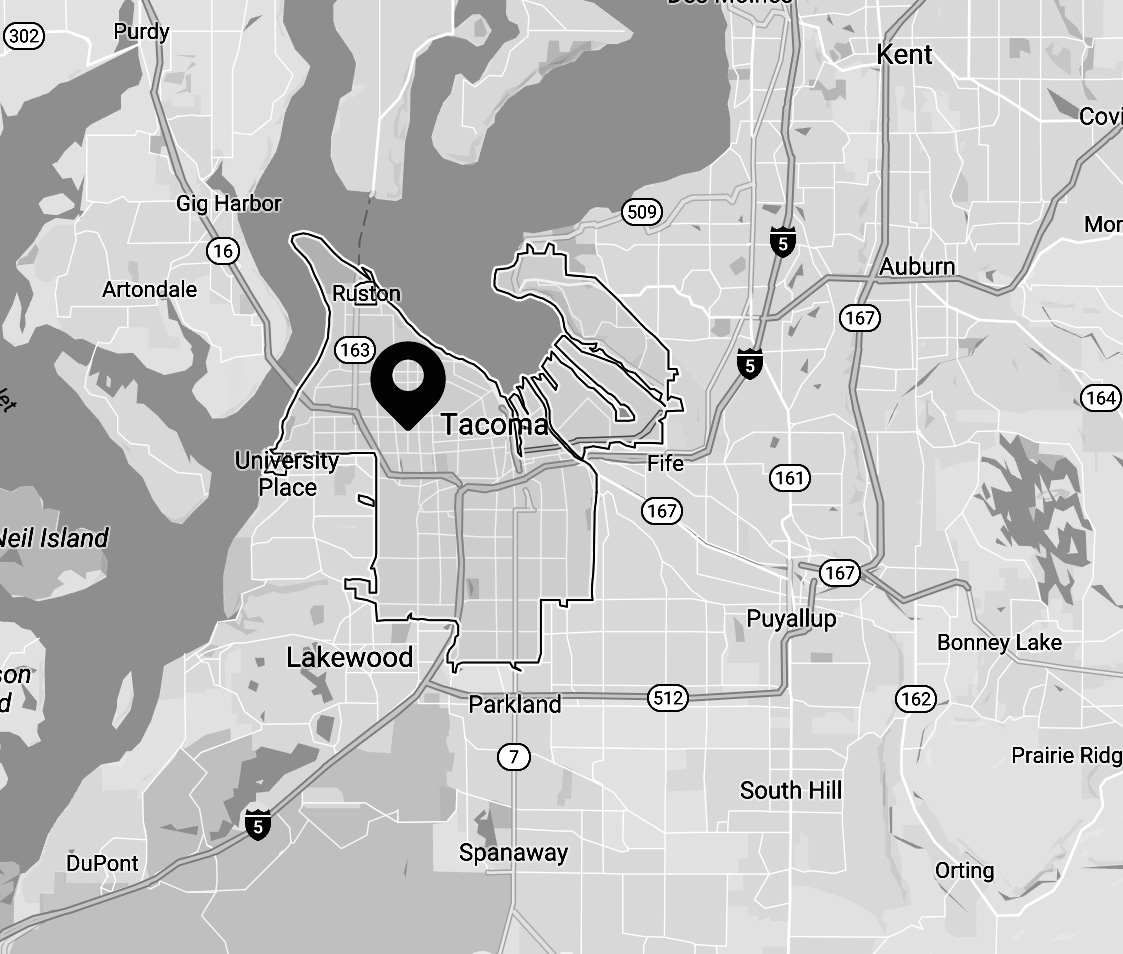 Des Moines
302
Purdy
Kent
Covi
Gig Harbor
509
Mor
16
5
Auburn
Artondale
Ruston
167
163
5
164
Tacoma
University
Place
Fife
161
167
Neil Island
167
Puyallup
Bonney Lake
Lakewood
son
d
Parkland
512
162
7
Prairie Ridg
South Hill
5
Spanaway
DuPont
Orting